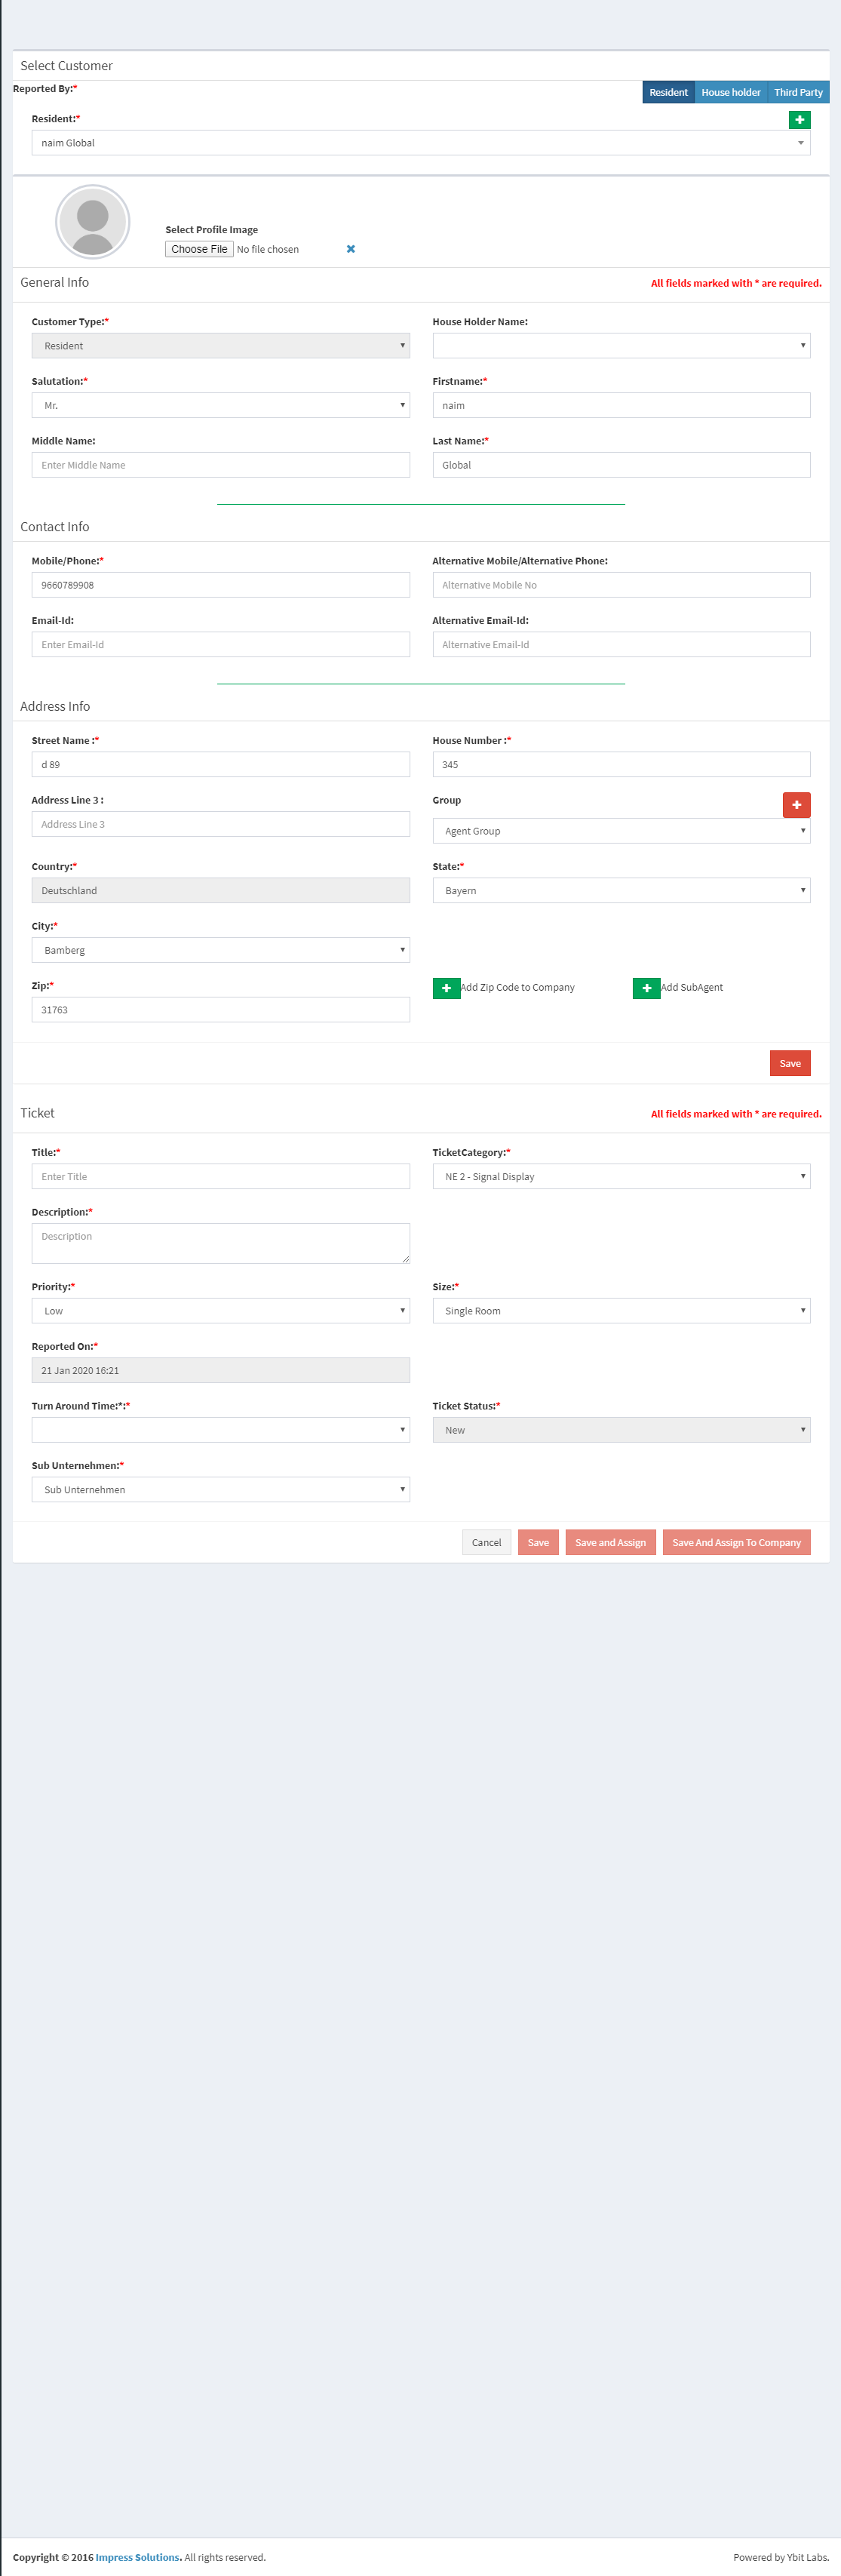 Select Customer
Reported By:*
Resident House holder Third Party
Resident:*
naim Global
Select Profile Image
Choose File No file chosen
General Info
All fields marked with * are required.
Customer Type:* House Holder Name:
Resident
Salutation:* Firstname:*
Mr. naim
Middle Name: Last Name:*
Enter Middle Name Global
Contact Info
Mobile/Phone:* Alternative Mobile/Alternative Phone:
9660789908 Alternative Mobile No
Email-Id: Alternative Email-Id:
Enter Email-Id Alternative Email-Id
Address Info
Street Name :* House Number :*
d 89 345
Address Line 3 : Group
Address Line 3 Agent Group
Country:* State:*
Deutschland Bayern
City:*
Bamberg
Zip:* Add Zip Code to Company Add SubAgent
31763
Save
Ticket
All fields marked with * are required.
Title:* TicketCategory:*
Enter Title NE 2 - Signal Display
Description:*
Description
Priority:* Size:*
Low Single Room
Reported On:*
21 Jan 2020 16:21
Turn Around Time:*:* Ticket Status:*
New
Sub Unternehmen:*
Sub Unternehmen
Cancel Save Save and Assign Save And Assign To Company
Copyright © 2016 Impress Solutions. All rights reserved. Powered by Ybit Labs.